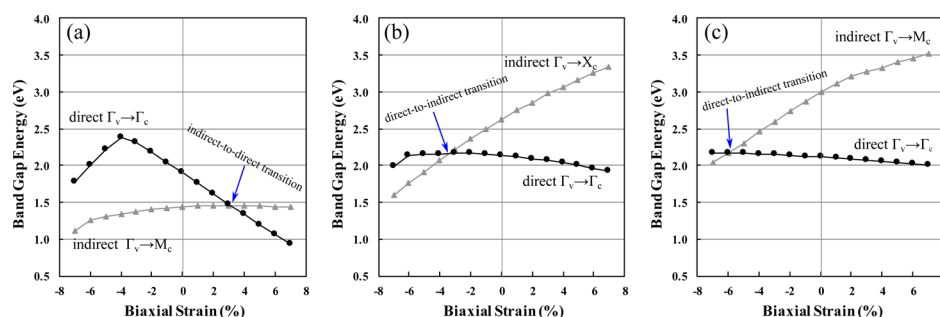 (a)
4.0
3.5
3.0
2.5
2.0
1.5
1.0
0.5
Band Gap Energy (eV)
direct Γv→Γc
indirect-to-direct transition
indirect Γv→Mc
-8 -6 -4 -2 0 2 4 6 8
Biaxial Strain (%)
(b)
4.0
3.5
3.0
2.5
2.0
1.5
1.0
0.5
Band Gap Energy (eV)
indirect Γv→Xc
direct-to-indirect transition
direct Γv→Γc
-8 -6 -4 -2 0 2 4 6 8
Biaxial Strain (%)
(c)
4.0
3.5
3.0
2.5
2.0
1.5
1.0
0.5
Band Gap Energy (eV)
indirect Γv→Mc
direct-to-indirect transition
direct Γv→Γc
-8 -6 -4 -2 0 2 4 6 8
Biaxial Strain (%)